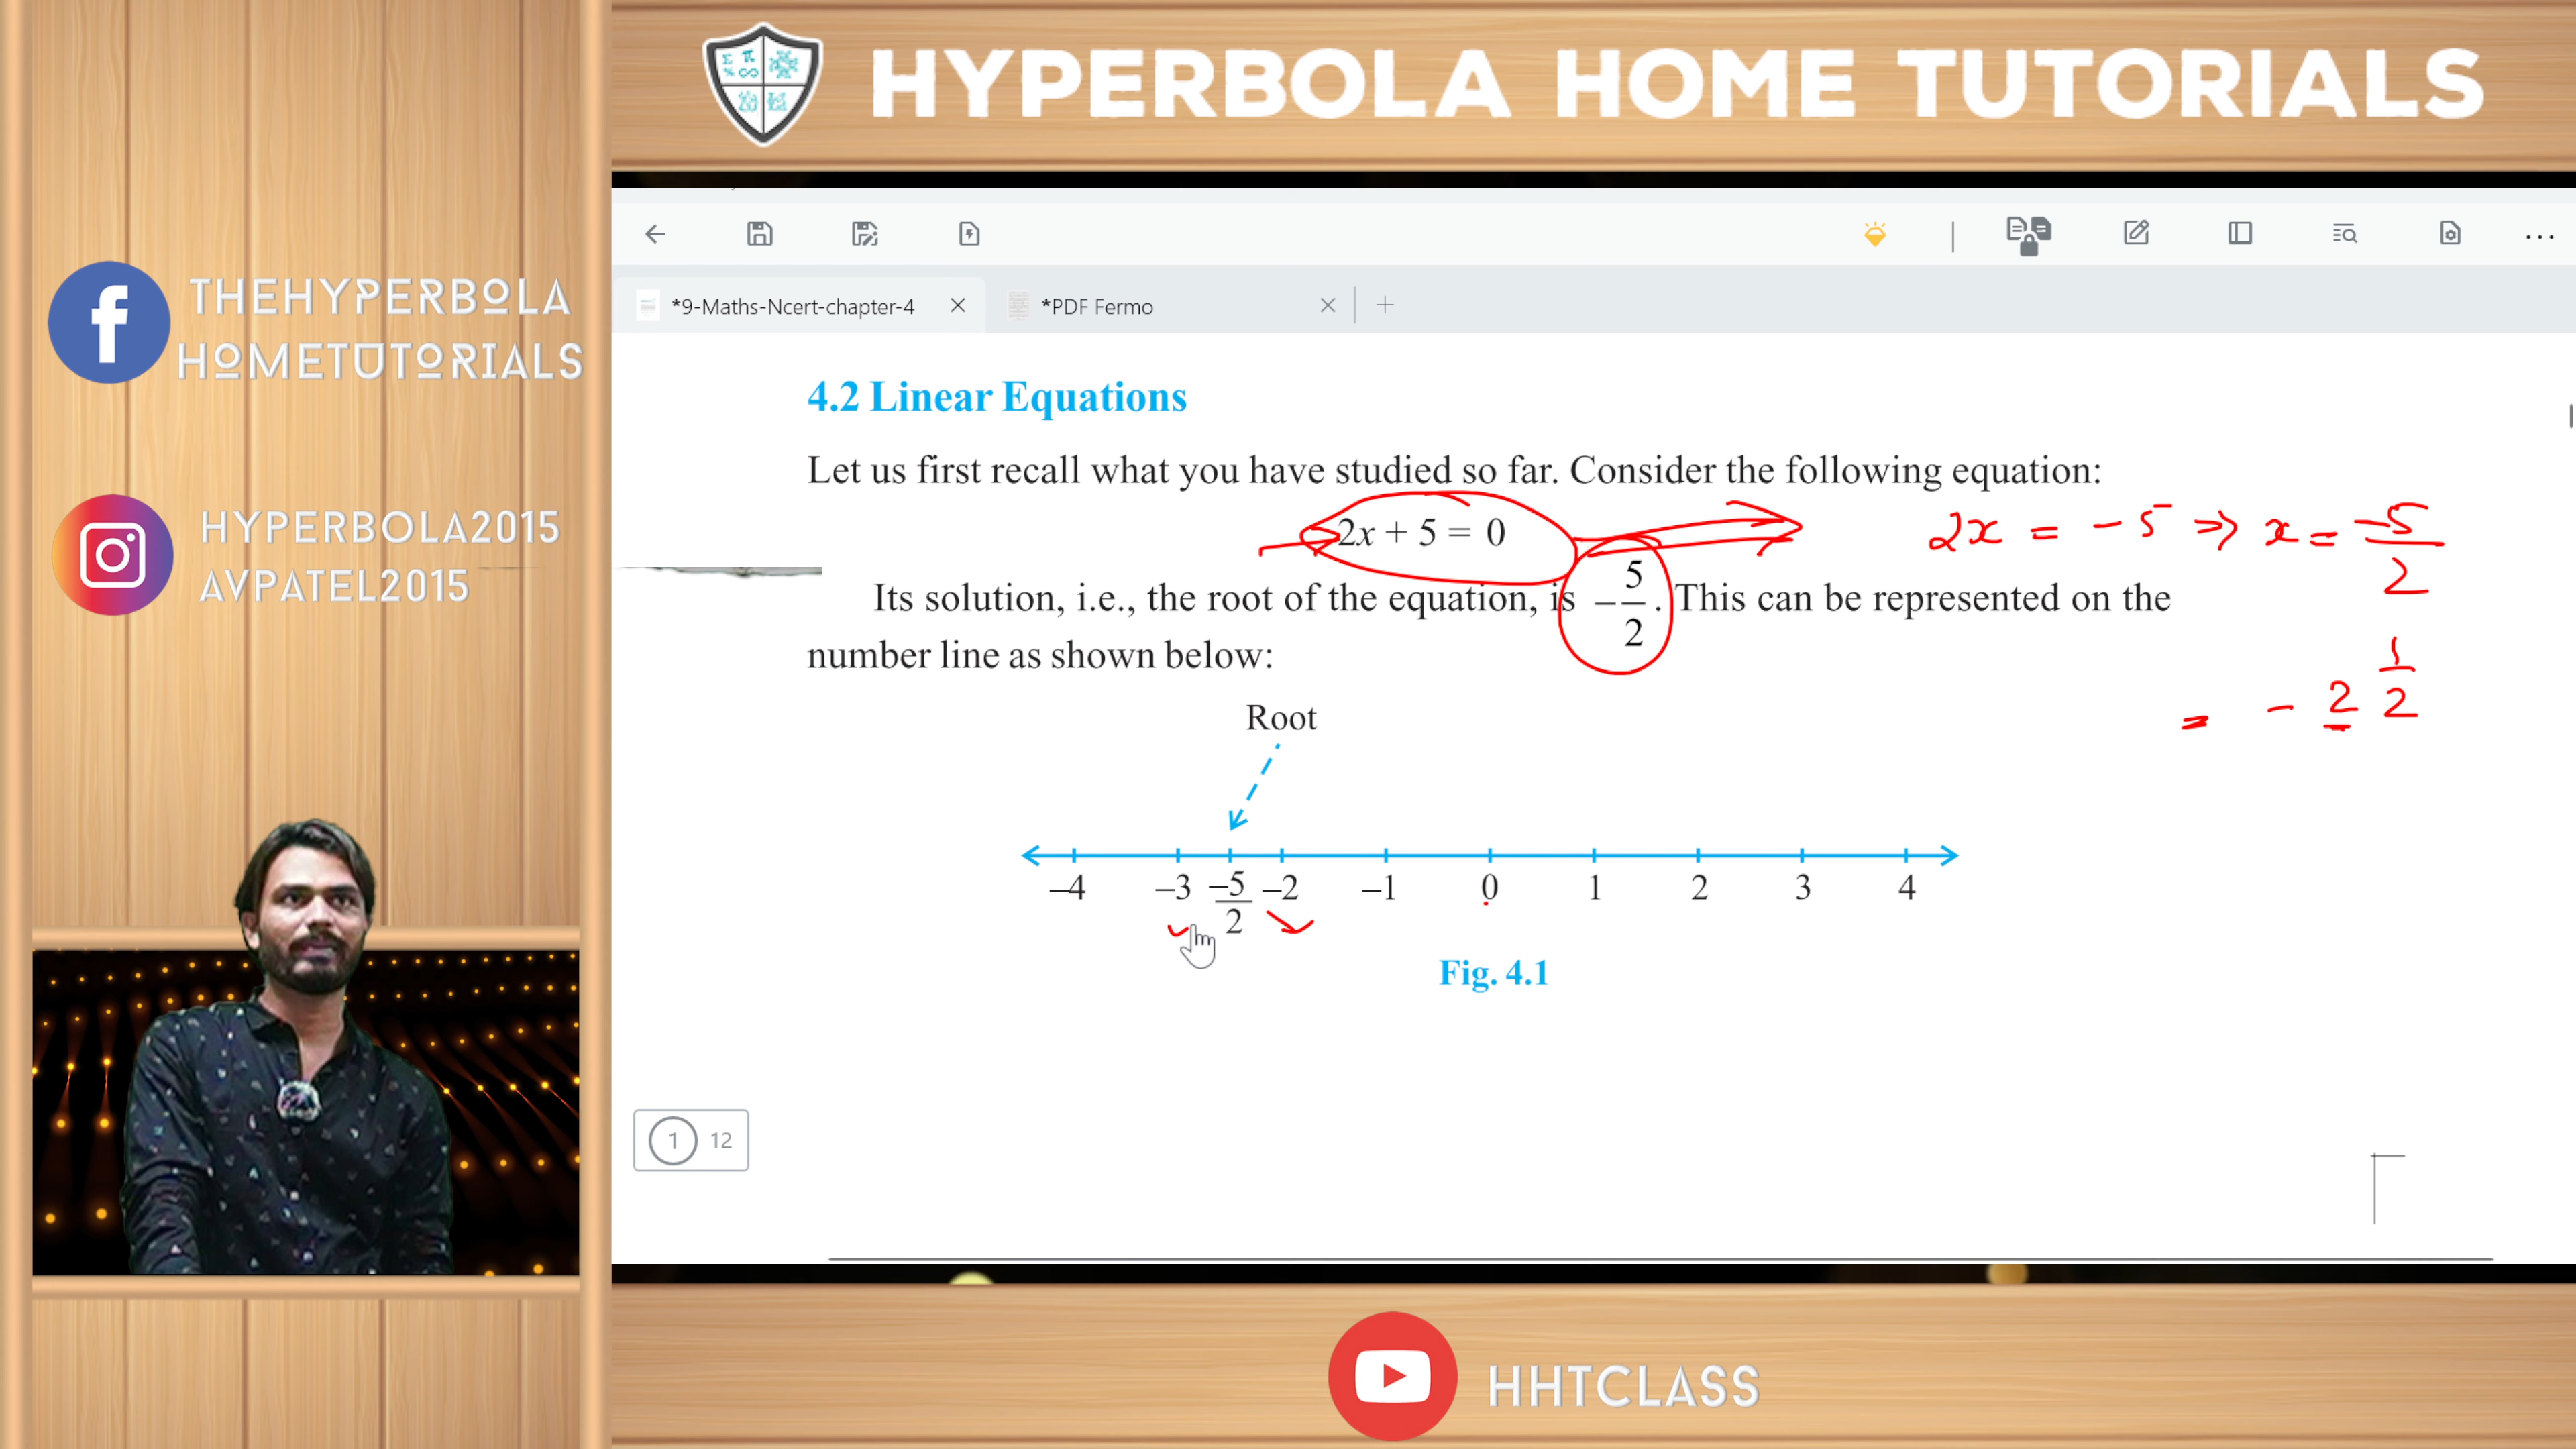 HYPERBOLA HOME TUTORIALS
THEHYPERBOLA
HOMETUTORIALS
HYPERBOLA2015
AVPATEL2015
*9-Maths-Ncert-chapter-4
*PDF Fermo
4.2 Linear Equations
Let us first recall what you have studied so far. Consider the following equation:
2x + 5 = 0
2x = -5 ⇒ x = -5/2
Its solution, i.e., the root of the equation, is −5/2. This can be represented on the
number line as shown below:
= -2 1/2
Root
–4 –3 –5/2 –2 –1 0 1 2 3 4
Fig. 4.1
1 12
HHTCLASS